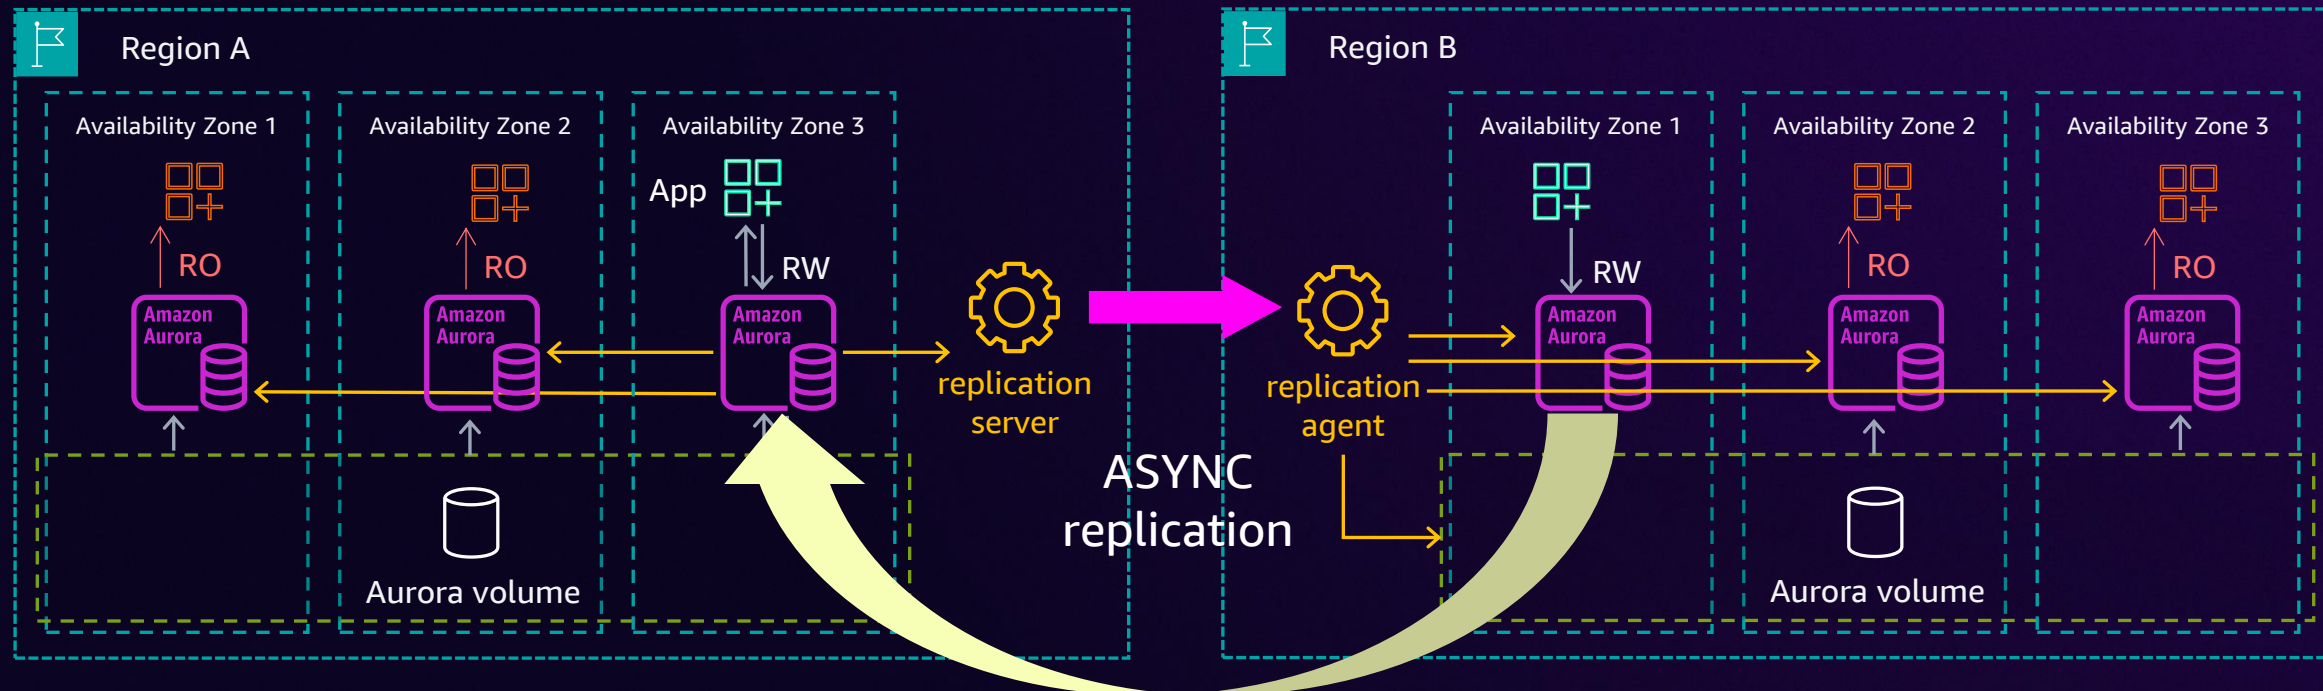 Region A
Availability Zone 1
Availability Zone 2
Availability Zone 3
App
RO
RO
RW
Amazon
Aurora
Amazon
Aurora
Amazon
Aurora
replication
server
Aurora volume
ASYNC
replication
Region B
Availability Zone 1
Availability Zone 2
Availability Zone 3
RW
RO
RO
Amazon
Aurora
Amazon
Aurora
Amazon
Aurora
replication
agent
Aurora volume